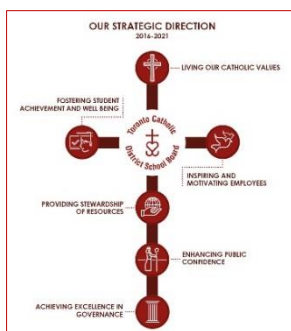 OUR STRATEGIC DIRECTION
2016-2021
LIVING OUR CATHOLIC VALUES
FOSTERING STUDENT
ACHIEVEMENT AND WELL BEING
Toronto Catholic
District School Board
INSPIRING AND
MOTIVATING EMPLOYEES
PROVIDING STEWARDSHIP
OF RESOURCES
ENHANCING PUBLIC
CONFIDENCE
ACHIEVING EXCELLENCE IN
GOVERNANCE